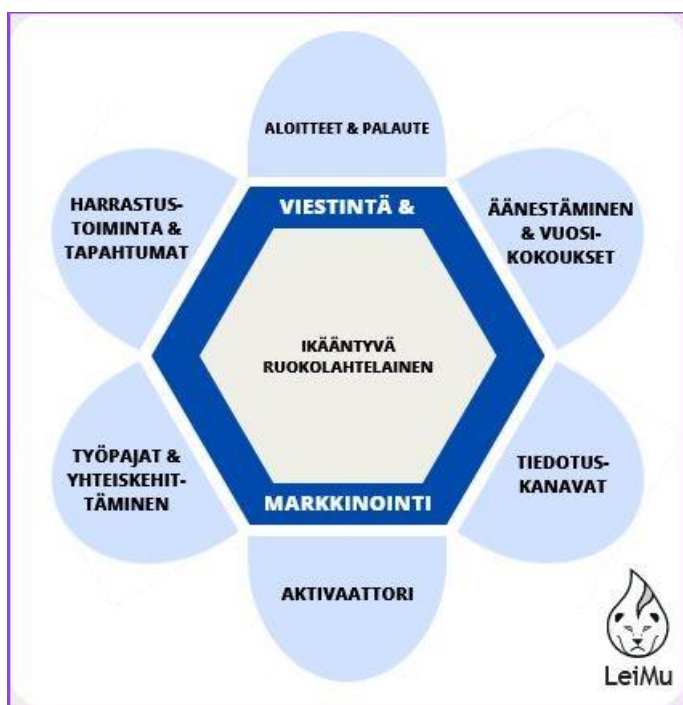 ALOITTEET & PALAUTE
HARRASTUS-
TOIMINTA &
TAPAHTUMAT
VIESTINTÄ &
ÄÄNESTÄMINEN
& VUOSI-
KOKOUKSET
IKÄÄNTYVÄ
RUOKOLAHTELAINEN
TYÖPAJAT &
YHTEISKEHIT-
TÄMINEN
TIEDOTUS-
KANAVAT
MARKKINOINTI
AKTIVAATTORI
LeiMu